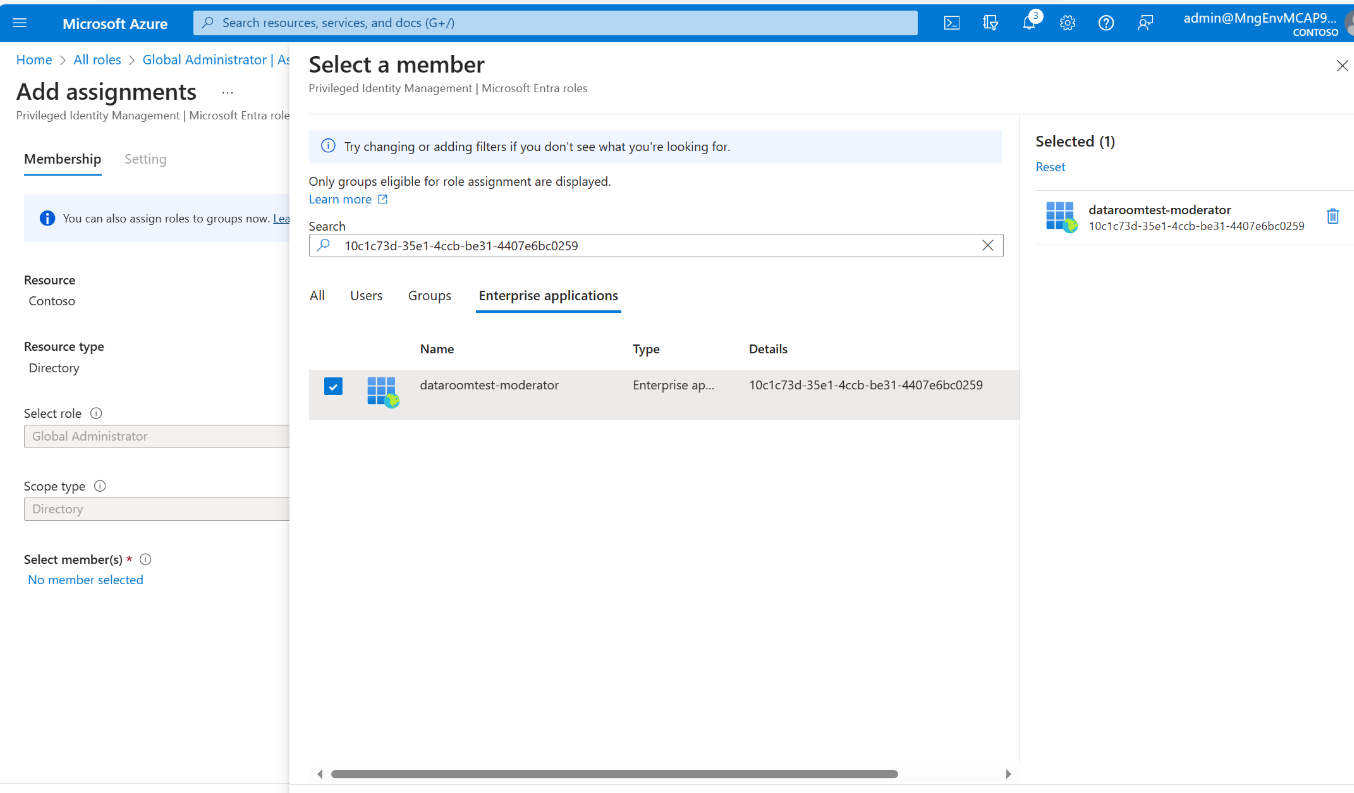 Microsoft Azure
Search resources, services, and docs (G+/)
3
admin@MngEnvMCAP9...
CONTOSO
Home > All roles > Global Administrator | As
Add assignments ...
Privileged Identity Management | Microsoft Entra role
Membership Setting
You can also assign roles to groups now. Lea
Resource
Contoso
Resource type
Directory
Select role
Global Administrator
Scope type
Directory
Select member(s) *
No member selected
Select a member
Privileged Identity Management | Microsoft Entra roles
Try changing or adding filters if you don't see what you're looking for.
Only groups eligible for role assignment are displayed.
Learn more
Search
10c1c73d-35e1-4ccb-be31-4407e6bc0259
All Users Groups Enterprise applications
Name Type Details
dataroomtest-moderator Enterprise ap... 10c1c73d-35e1-4ccb-be31-4407e6bc0259
Selected (1)
Reset
dataroomtest-moderator
10c1c73d-35e1-4ccb-be31-4407e6bc0259